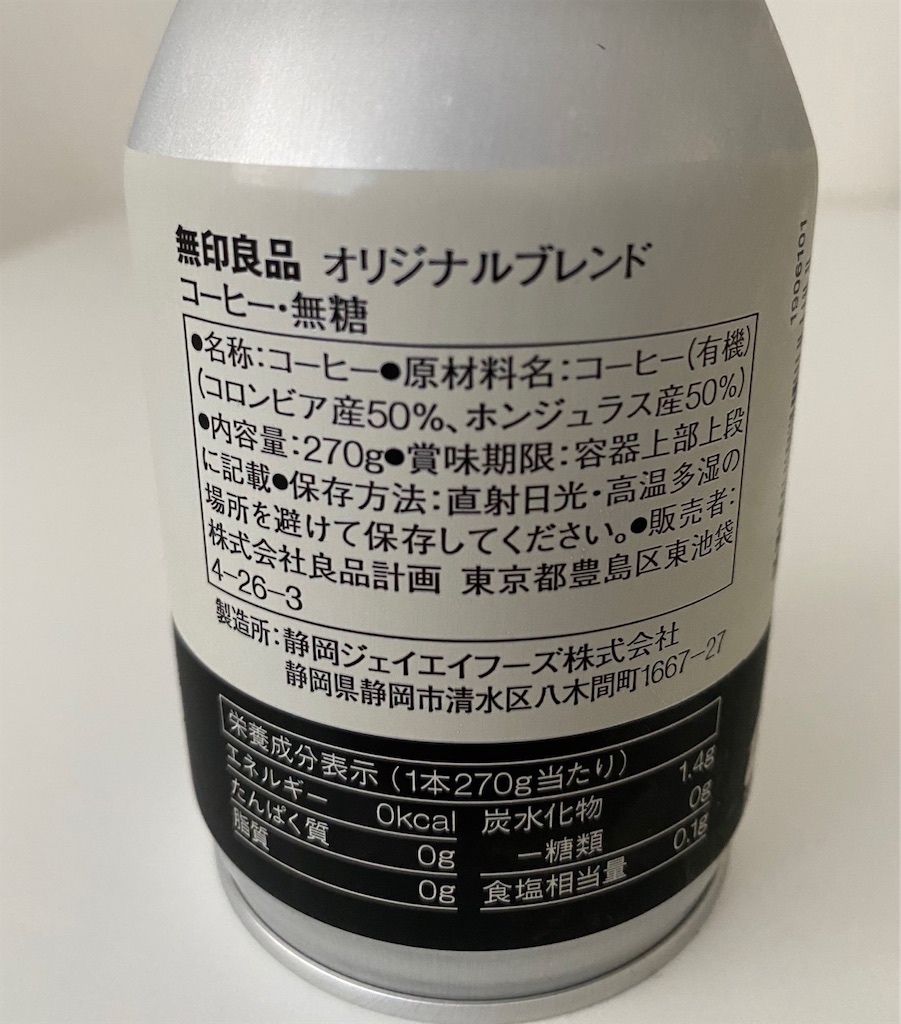 無印良品 オリジナルブレンド
コーヒー・無糖
●名称:コーヒー●原材料名:コーヒー(有機)
(コロンビア産50%、ホンジュラス産50%)
●内容量:270g●賞味期限:容器上部上段
に記載●保存方法:直射日光・高温多湿の
場所を避けて保存してください。●販売者:
株式会社良品計画 東京都豊島区東池袋
4-26-3
製造所:静岡ジェイエイフーズ株式会社
静岡県静岡市清水区八木間町1667-27
栄養成分表示(1本270g当たり)
エネルギー 0kcal
たんぱく質 0g
脂質 0g
炭水化物 1.4g
-糖類 0g
食塩相当量 0.1g
1906101